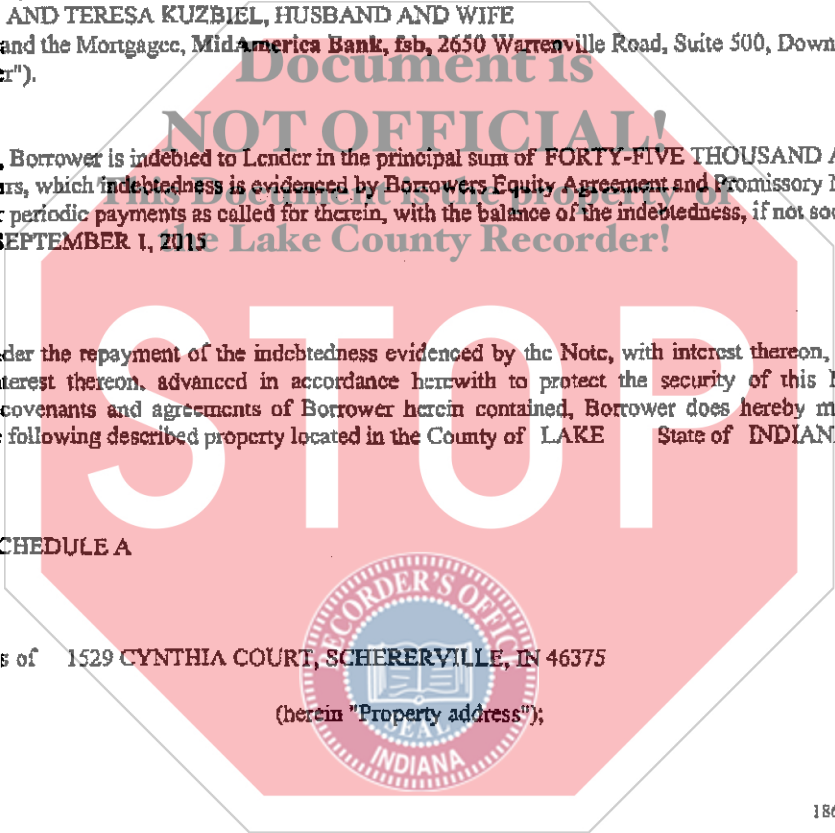 AND TERESA KUZBIEL, HUSBAND AND WIFE
and the Mortgagee, MidAmerica Bank, fsb, 2650 Warrenville Road, Suite 500, Down
er").
Document is
NOT OFFICIAL!
This Document is the property of
the Lake County Recorder!
, Borrower is indebted to Lender in the principal sum of FORTY-FIVE THOUSAND A
rs, which indebtedness is evidenced by Borrowers Equity Agreement and Promissory N
r periodic payments as called for therein, with the balance of the indebtedness, if not soo
SEPTEMBER 1, 2015
STOP
der the repayment of the indebtedness evidenced by the Note, with interest thereon,
terest thereon, advanced in accordance herewith to protect the security of this M
covenants and agreements of Borrower herein contained, Borrower does hereby m
e following described property located in the County of LAKE State of INDIAN
CHEDULE A
RECORDER'S OFFICE
s of 1529 CYNTHIA COURT, SCHERERVILLE, IN 46375
(herein "Property address");
SEAL
INDIANA
186